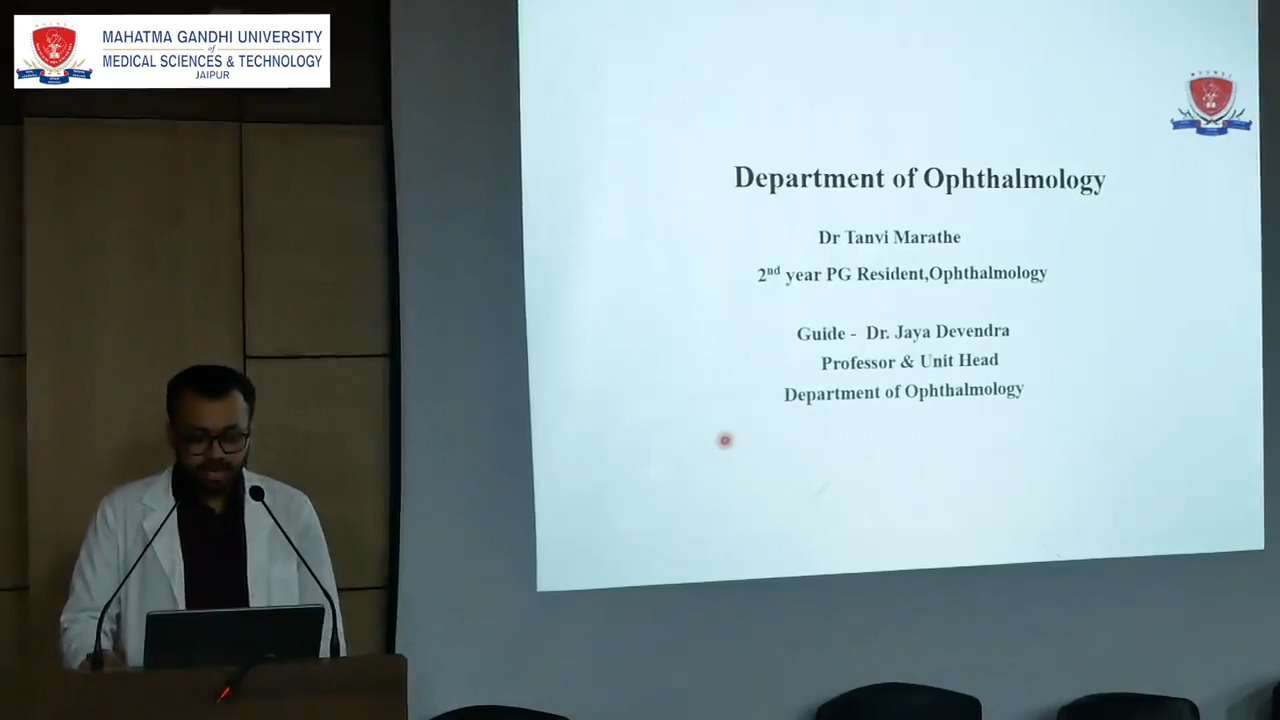 MAHATMA GANDHI UNIVERSITY
of
MEDICAL SCIENCES & TECHNOLOGY
JAIPUR
Department of Ophthalmology
Dr Tanvi Marathe
2nd year PG Resident,Ophthalmology
Guide - Dr. Jaya Devendra
Professor & Unit Head
Department of Ophthalmology